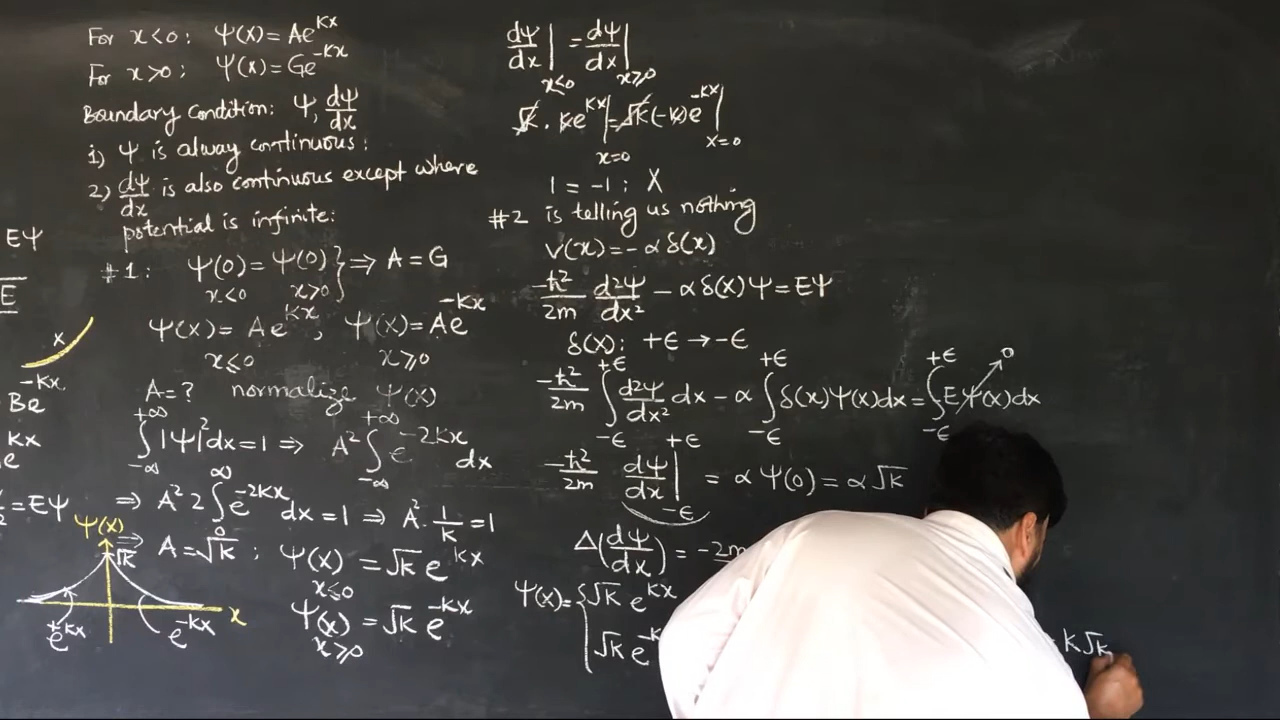 For x<0: Ψ(x) = Ae^{kx}
For x>0; Ψ(x) = Ge^{-kx}
Boundary Condition: Ψ, dΨ/dx
1) Ψ is alway continuous:
2) dΨ/dx is also continuous except where
potential is infinite:
#1: Ψ(0) = Ψ(0) } ⇒ A = G
x<0 x>0
Ψ(x) = Ae^{kx}, Ψ(x) = Ae^{-kx}
x≤0 x≥0
A=? normalize Ψ(x)
∫_{-∞}^{+∞} |Ψ|²dx = 1 ⇒ A² ∫_{-∞}^{+∞} e^{-2kx} dx
⇒ A² 2 ∫_0^∞ e^{-2kx} dx = 1 ⇒ A² · 1/k = 1
⇒ A = √k ; Ψ(x) = √k e^{kx}
x≤0
Ψ(x) = √k e^{-kx}
x≥0
EΨ
E
x
e^{-kx}.
Be
kx
e
= EΨ
Ψ(x)
√k
x
e^{+kx}
e^{-kx}
dΨ/dx|_{x≤0} = dΨ/dx|_{x≥0}
√k · k e^{kx}|_{x=0} = √k(-k)e^{-kx}|_{x=0}
1 = -1 : X
#2 is telling us nothing
V(x) = -α δ(x)
-ħ²/2m d²Ψ/dx² - αδ(x)Ψ = EΨ
δ(x): +ϵ → -ϵ
-ħ²/2m ∫_{-ϵ}^{+ϵ} d²Ψ/dx² dx - α ∫_{-ϵ}^{+ϵ} δ(x)Ψ(x)dx = ∫_{-ϵ}^{+ϵ} EΨ(x)dx → 0
-ħ²/2m dΨ/dx|_{-ϵ}^{+ϵ} = αΨ(0) = α√k
Δ(dΨ/dx) = -2m
Ψ(x) = { √k e^{kx}
√k e^{-k
= k√k